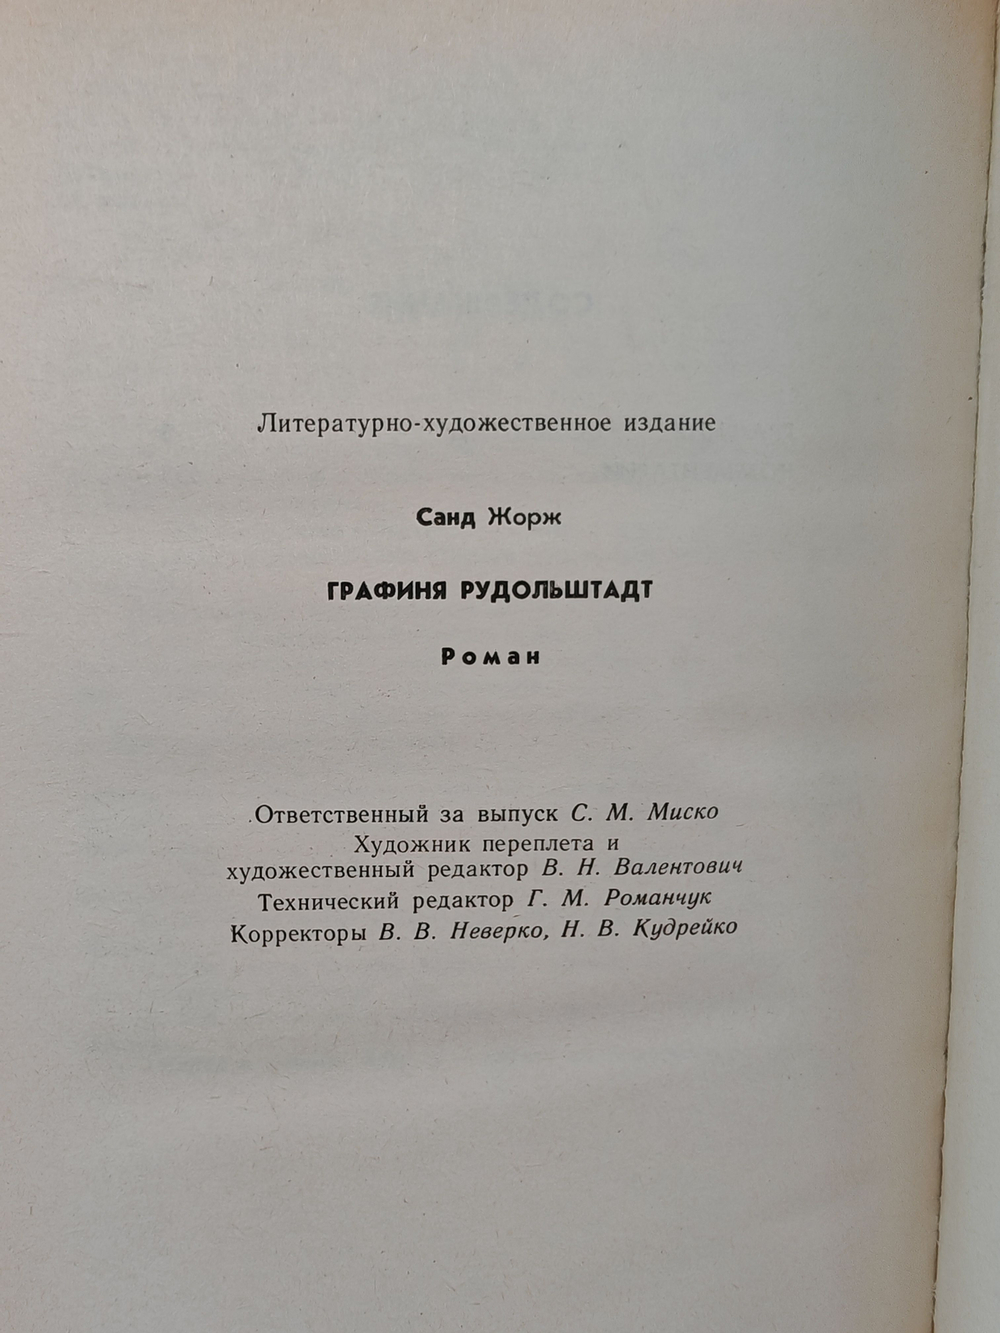 Литературно-художественное издание
Санд Жорж
ГРАФИНЯ РУДОЛЬШТАДТ
Роман
Ответственный за выпуск С. М. Миско
Художник переплета и
художественный редактор В. Н. Валентович
Технический редактор Г. М. Романчук
Корректоры В. В. Неверко, Н. В. Кудрейко